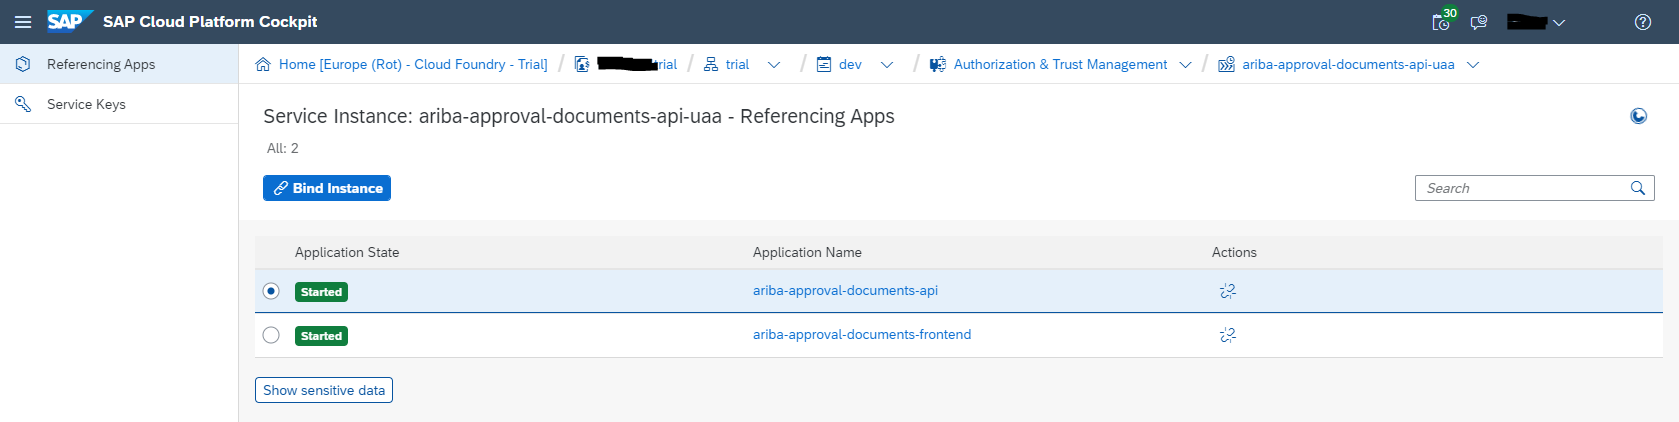 SAP SAP Cloud Platform Cockpit 30
Referencing Apps
Service Keys
Home [Europe (Rot) - Cloud Foundry - Trial] / trial / trial / dev / Authorization & Trust Management / ariba-approval-documents-api-uaa
Service Instance: ariba-approval-documents-api-uaa - Referencing Apps
All: 2
Bind Instance
Search
Application State Application Name Actions
Started ariba-approval-documents-api
Started ariba-approval-documents-frontend
Show sensitive data